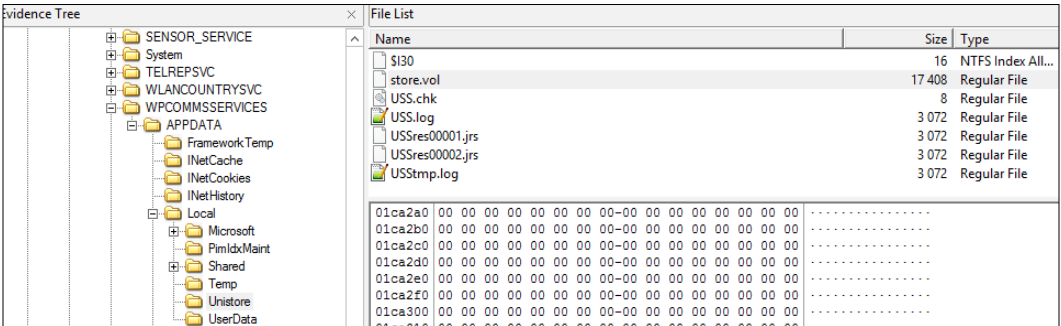 Evidence Tree
SENSOR_SERVICE
System
TELREPSVC
WLANCOUNTRYSVC
WPCOMMSSERVICES
APPDATA
FrameworkTemp
INetCache
INetCookies
INetHistory
Local
Microsoft
PimIdxMaint
Shared
Temp
Unistore
UserData
File List
Name Size Type
$I30 16 NTFS Index All...
store.vol 17 408 Regular File
USS.chk 8 Regular File
USS.log 3 072 Regular File
USSres00001.jrs 3 072 Regular File
USSres00002.jrs 3 072 Regular File
USStmp.log 3 072 Regular File
01ca2a0 00 00 00 00 00 00 00 00-00 00 00 00 00 00 00 00 ················
01ca2b0 00 00 00 00 00 00 00 00-00 00 00 00 00 00 00 00 ················
01ca2c0 00 00 00 00 00 00 00 00-00 00 00 00 00 00 00 00 ················
01ca2d0 00 00 00 00 00 00 00 00-00 00 00 00 00 00 00 00 ················
01ca2e0 00 00 00 00 00 00 00 00-00 00 00 00 00 00 00 00 ················
01ca2f0 00 00 00 00 00 00 00 00-00 00 00 00 00 00 00 00 ················
01ca300 00 00 00 00 00 00 00 00-00 00 00 00 00 00 00 00 ················